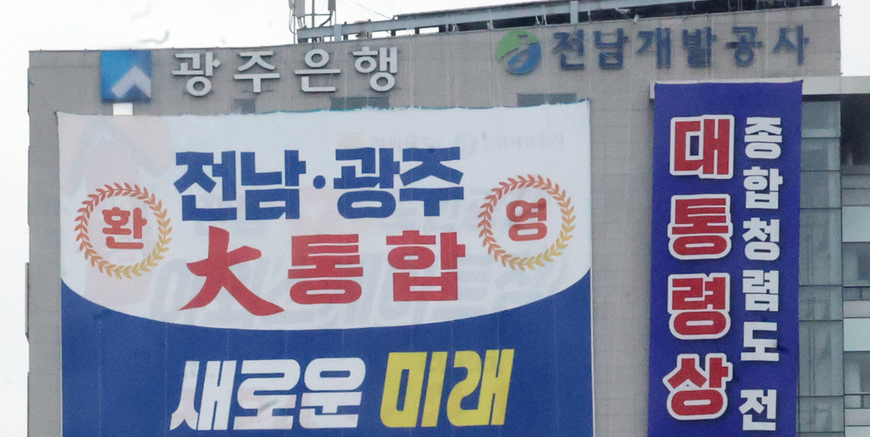 광주은행
전남개발공사
전남·광주
환 大통합 영
새로운 미래
대통령상
종합청렴도 전